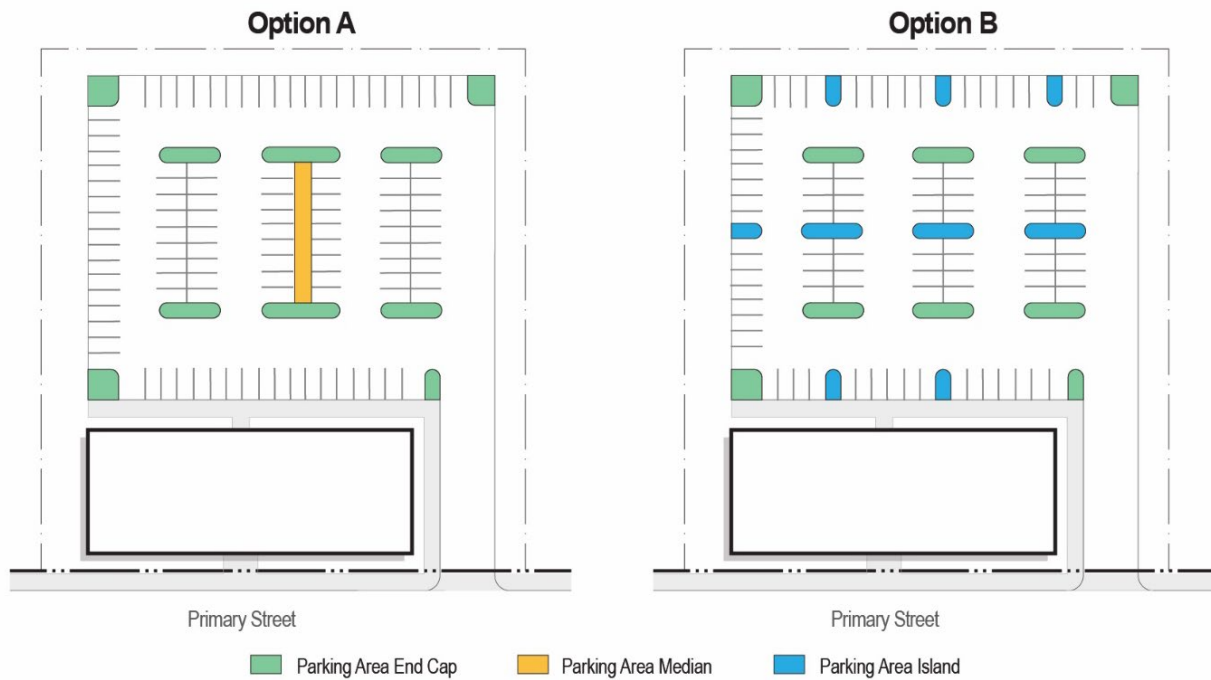 Option A
Option B
Primary Street
Primary Street
Parking Area End Cap
Parking Area Median
Parking Area Island